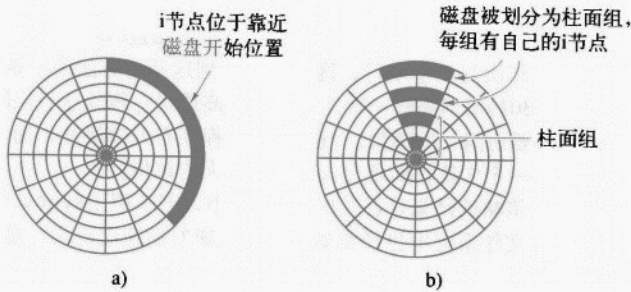 i节点位于靠近
磁盘开始位置
a)
磁盘被划分为柱面组，
每组有自己的i节点
柱面组
b)